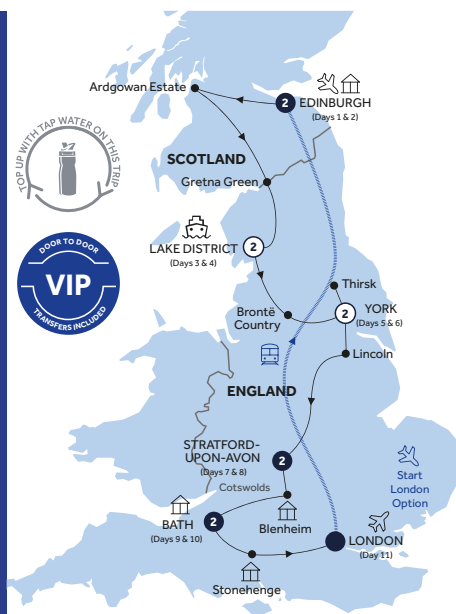 Ardgowan Estate
2
EDINBURGH
(Days 1 & 2)
TOP UP WITH TAP WATER ON THIS TRIP
SCOTLAND
Gretna Green
DOOR TO DOOR
VIP
TRANSFERS INCLUDED
LAKE DISTRICT
(Days 3 & 4)
2
Thirsk
Brontë
Country
2
YORK
(Days 5 & 6)
Lincoln
ENGLAND
STRATFORD-
UPON-AVON
(Days 7 & 8)
2
Cotswolds
Start
London
Option
BATH
(Days 9 & 10)
2
Blenheim
LONDON
(Day 11)
Stonehenge